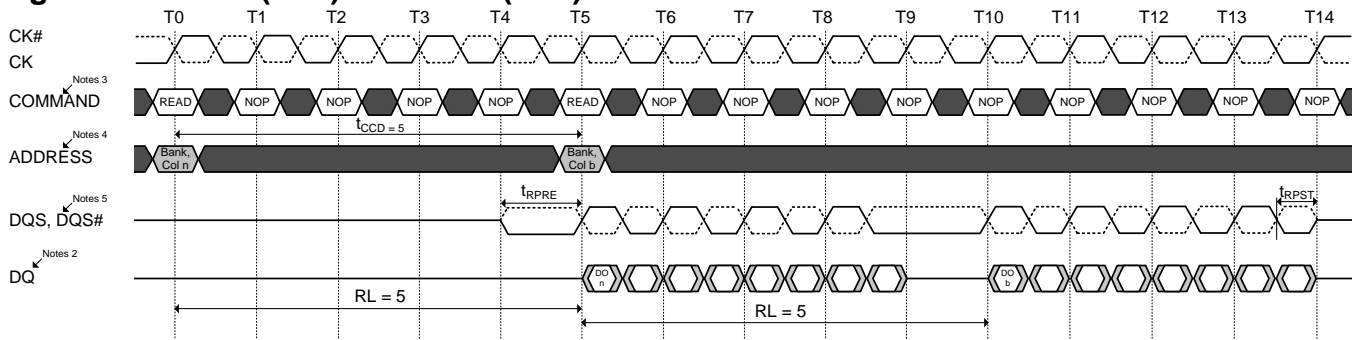 T0 T1 T2 T3 T4 T5 T6 T7 T8 T9 T10 T11 T12 T13 T14
CK#
CK
Notes 3
COMMAND READ NOP NOP NOP NOP READ NOP NOP NOP NOP NOP NOP NOP NOP NOP
tCCD = 5
Notes 4
ADDRESS Bank, Col n Bank, Col b
tRPRE tRPST
Notes 5
DQS, DQS#
Notes 2
DQ DO n DO b
RL = 5 RL = 5